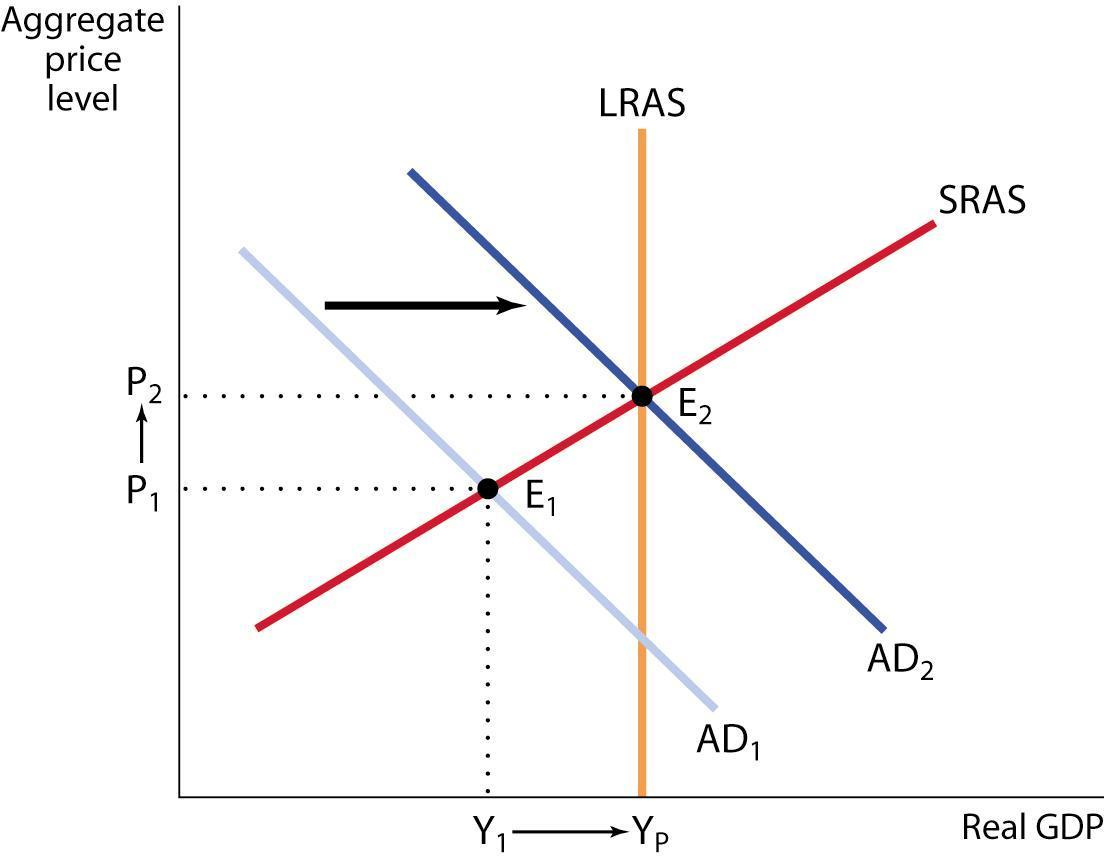 Aggregate
price
level
LRAS
SRAS
P₂
E₂
P₁
E₁
AD₂
AD₁
Y₁
Yₚ
Real GDP